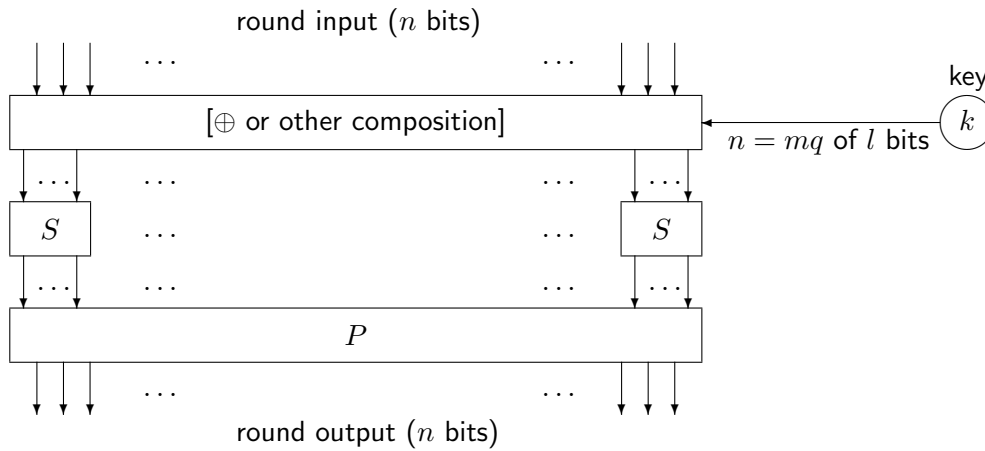 round input (n bits)
... ...
key
[⊕ or other composition]
k
n = mq of l bits
... ... ... ...
S ... ... S
... ... ... ...
P
... ...
round output (n bits)